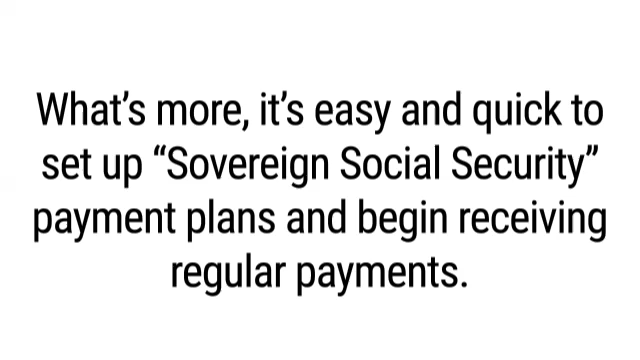 What’s more, it’s easy and quick to
set up “Sovereign Social Security”
payment plans and begin receiving
regular payments.